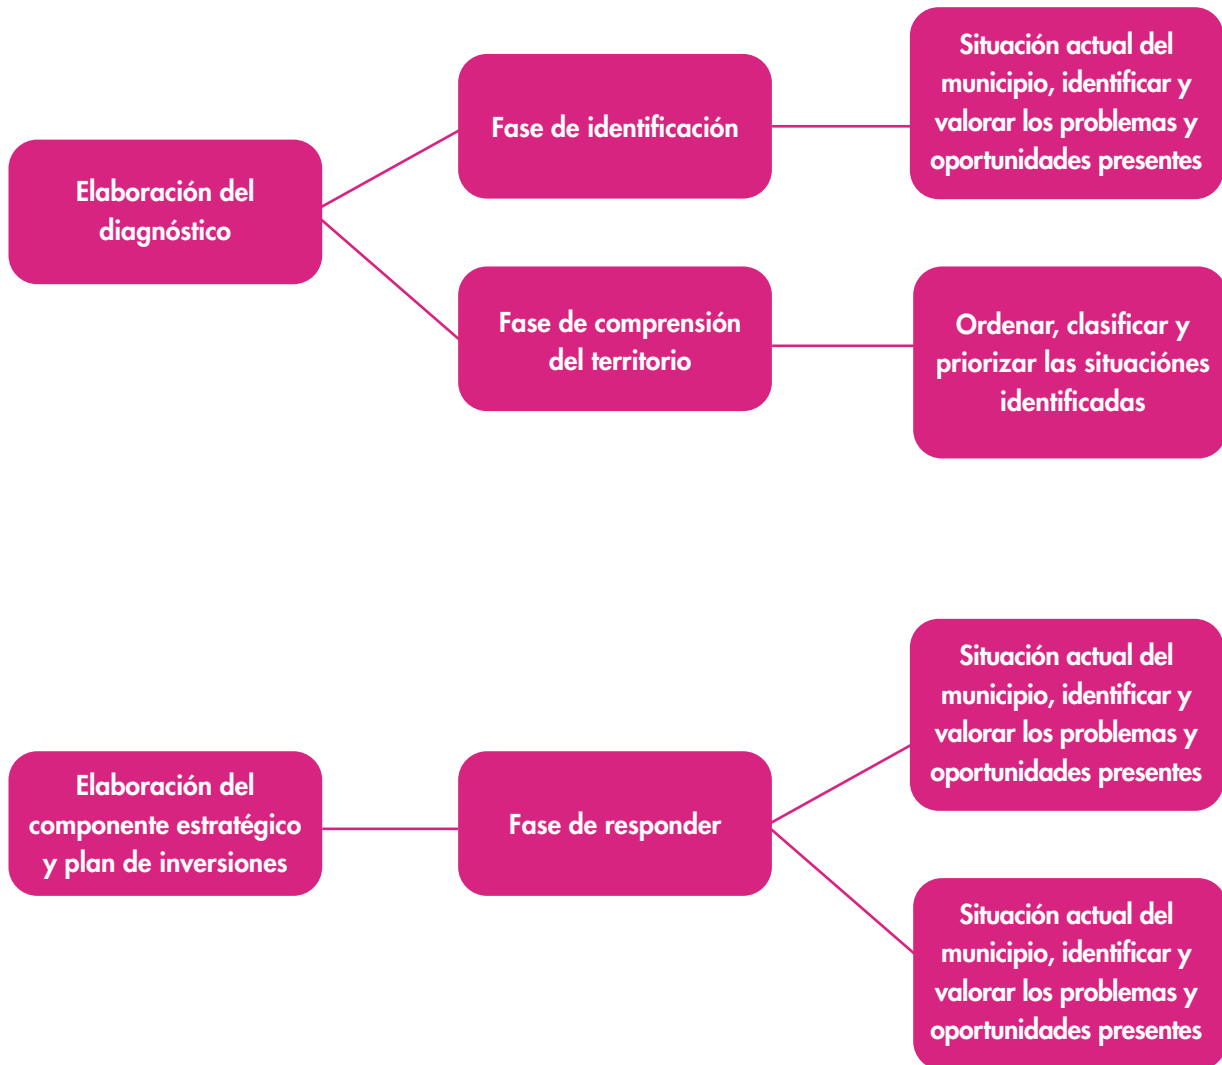 Elaboración del
diagnóstico
Fase de identificación
Situación actual del
municipio, identificar y
valorar los problemas y
oportunidades presentes
Fase de comprensión
del territorio
Ordenar, clasificar y
priorizar las situaciónes
identificadas
Elaboración del
componente estratégico
y plan de inversiones
Fase de responder
Situación actual del
municipio, identificar y
valorar los problemas y
oportunidades presentes
Situación actual del
municipio, identificar y
valorar los problemas y
oportunidades presentes